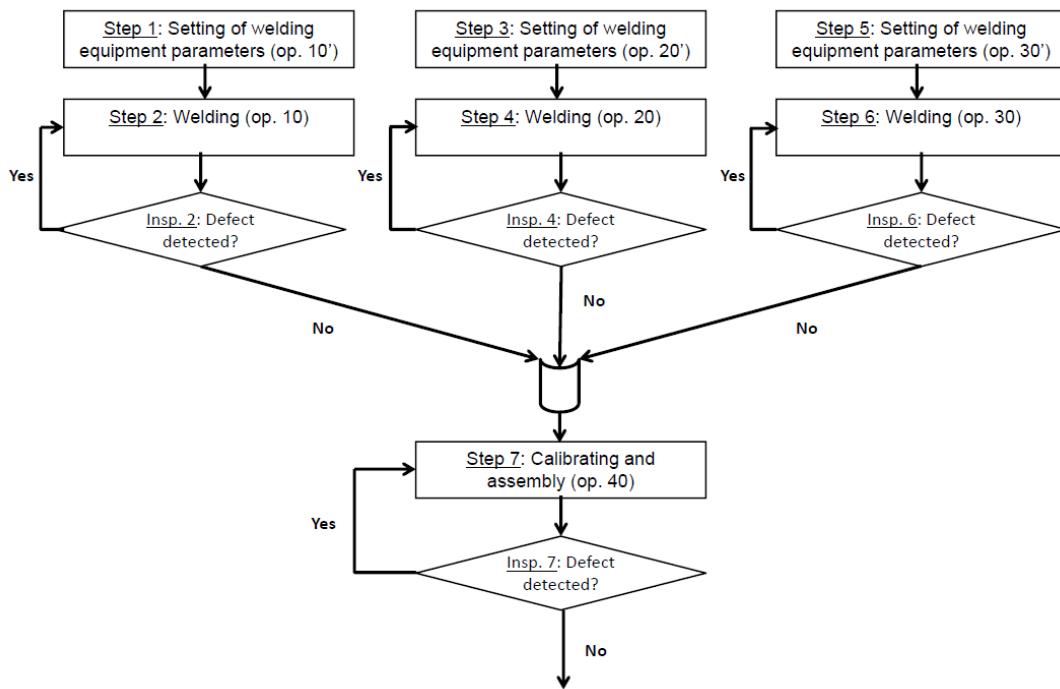 Step 1: Setting of welding
equipment parameters (op. 10’)
Step 3: Setting of welding
equipment parameters (op. 20’)
Step 5: Setting of welding
equipment parameters (op. 30’)
Step 2: Welding (op. 10)
Step 4: Welding (op. 20)
Step 6: Welding (op. 30)
Yes
Yes
Yes
Insp. 2: Defect
detected?
Insp. 4: Defect
detected?
Insp. 6: Defect
detected?
No
No
No
Step 7: Calibrating and
assembly (op. 40)
Yes
Insp. 7: Defect
detected?
No